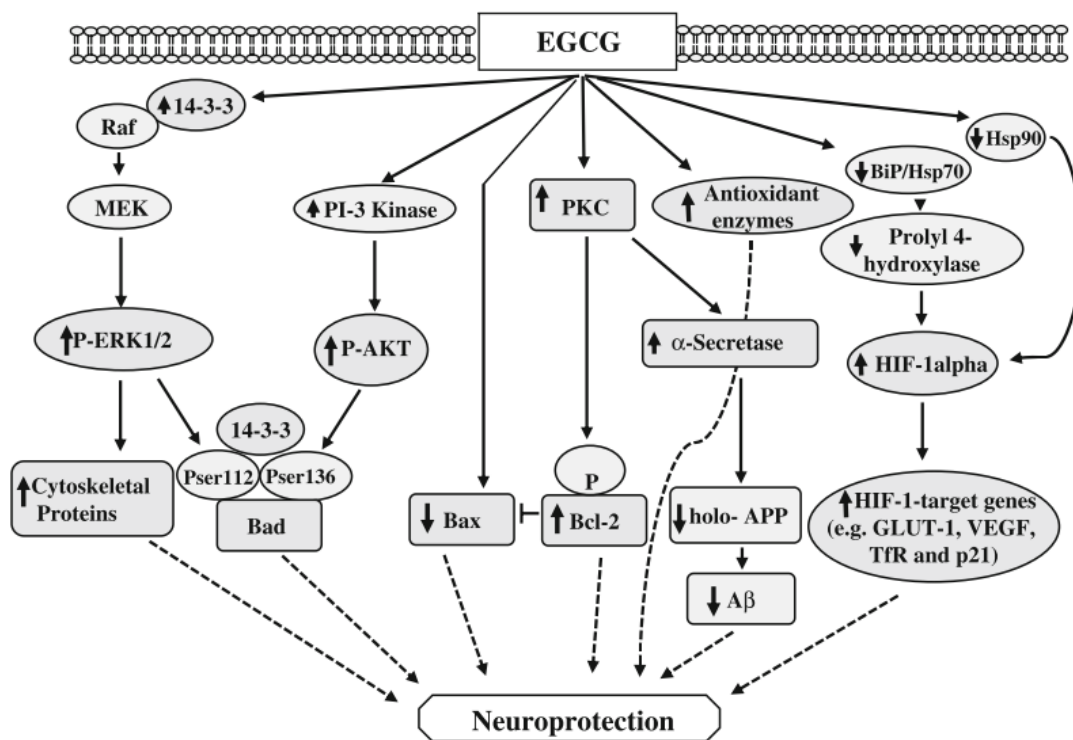 EGCG
↑14-3-3
Raf
↓Hsp90
↓BiP/Hsp70
MEK
↑PI-3 Kinase
↑ PKC
↑ Antioxidant
enzymes
↓ Prolyl 4-
hydroxylase
↑P-ERK1/2
↑P-AKT
↑ α-Secretase
↑ HIF-1alpha
14-3-3
Pser112
Pser136
Bad
↑Cytoskeletal
Proteins
↓ Bax
P
↑ Bcl-2
↓holo- APP
↓ Aβ
↑HIF-1-target genes
(e.g. GLUT-1, VEGF,
TfR and p21)
Neuroprotection